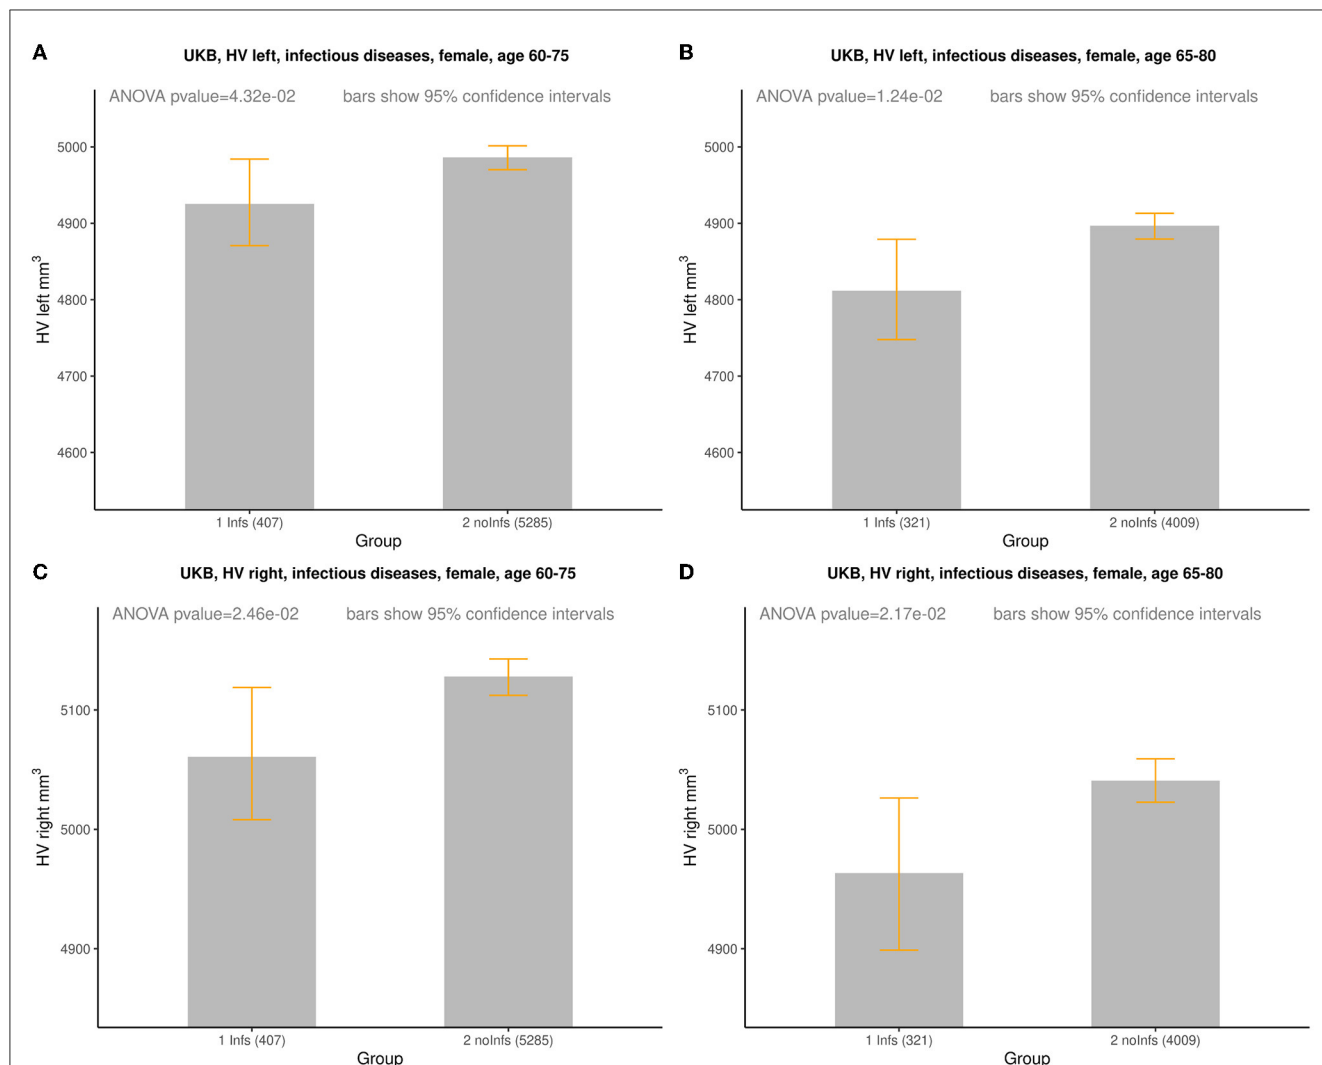 A
UKB, HV left, infectious diseases, female, age 60-75
ANOVA pvalue=4.32e-02 bars show 95% confidence intervals
5000
4900
4800
4700
4600
HV left mm³
1 Infs (407) 2 noInfs (5285)
Group
B
UKB, HV left, infectious diseases, female, age 65-80
ANOVA pvalue=1.24e-02 bars show 95% confidence intervals
5000
4900
4800
4700
4600
HV left mm³
1 Infs (321) 2 noInfs (4009)
Group
C
UKB, HV right, infectious diseases, female, age 60-75
ANOVA pvalue=2.46e-02 bars show 95% confidence intervals
5100
5000
4900
HV right mm³
1 Infs (407) 2 noInfs (5285)
Group
D
UKB, HV right, infectious diseases, female, age 65-80
ANOVA pvalue=2.17e-02 bars show 95% confidence intervals
5100
5000
4900
HV right mm³
1 Infs (321) 2 noInfs (4009)
Group